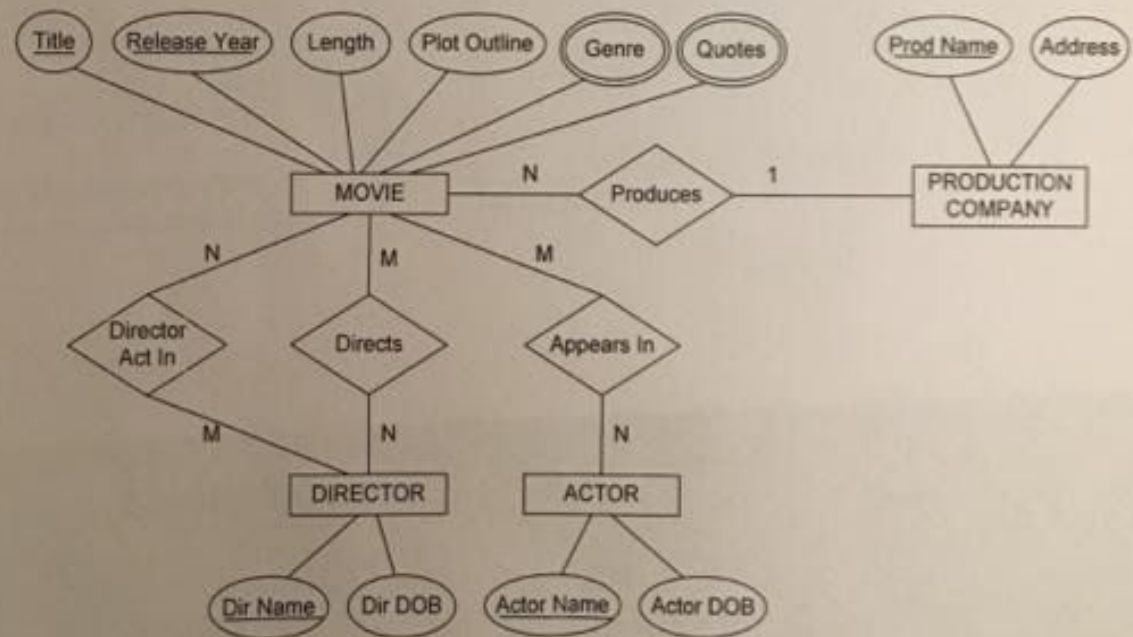 Title
Release Year
Length
Plot Outline
Genre
Quotes
Prod Name
Address
MOVIE
N
Produces
1
PRODUCTION
COMPANY
N
M
M
Director
Act In
Directs
Appears In
M
N
N
DIRECTOR
ACTOR
Dir Name
Dir DOB
Actor Name
Actor DOB